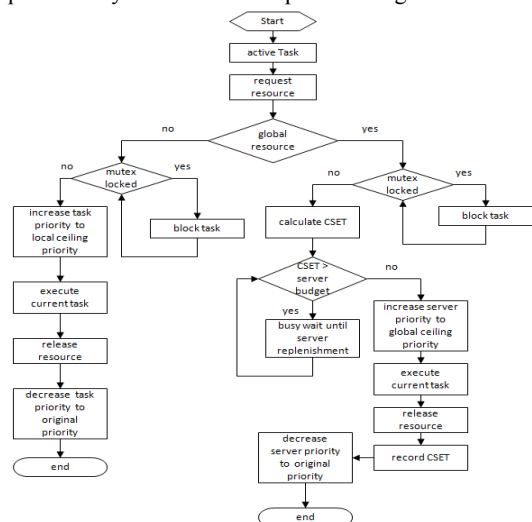 Start
active Task
request
resource
global
resource
no
yes
mutex
locked
no
yes
block task
increase task
priority to
local ceiling
priority
execute
current task
release
resource
decrease task
priority to
original
priority
end
mutex
locked
no
yes
block task
calculate CSET
CSET >
server
budget
no
yes
busy wait until
server
replenishment
increase server
priority to
global ceiling
priority
execute
current task
release
resource
record CSET
decrease
server priority
to original
priority
end